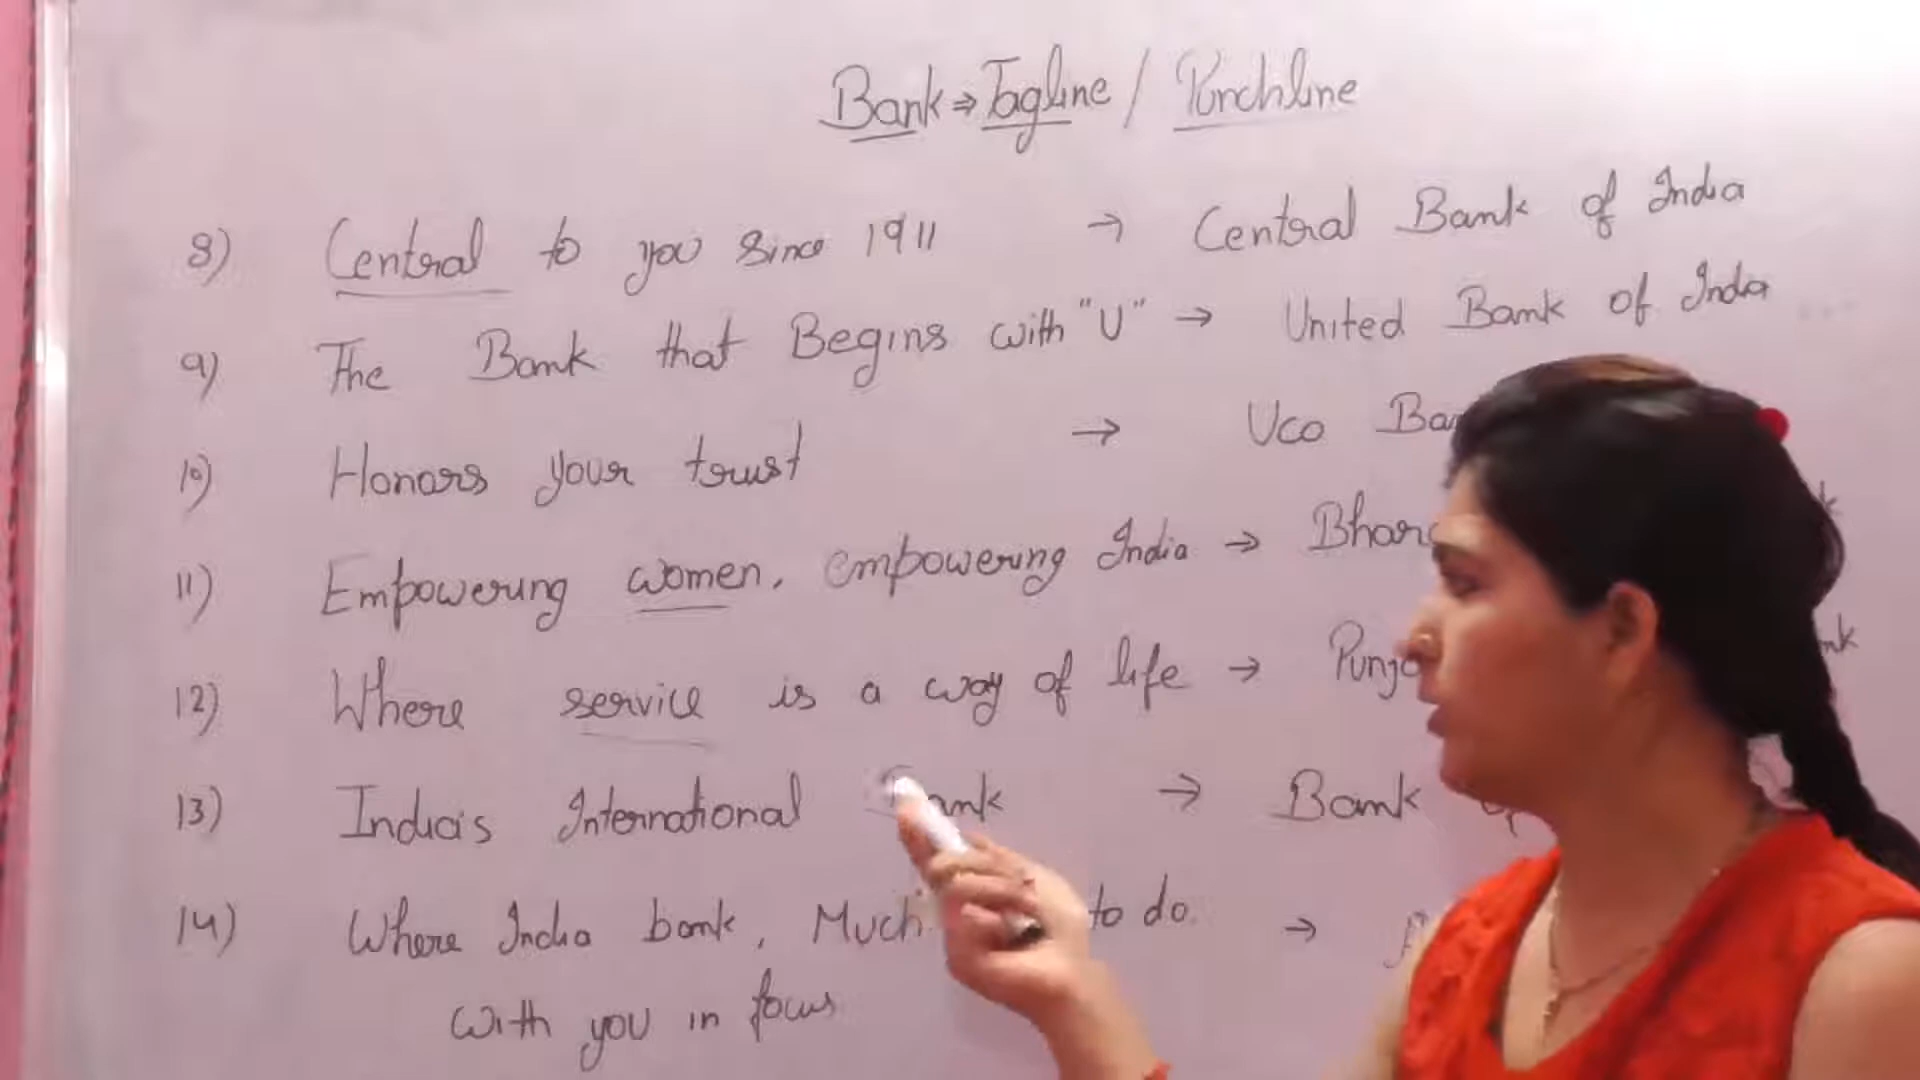 Bank ⇒ Tagline / Punchline
8) Central to you Since 1911 → Central Bank of India
9) The Bank that Begins with "U" → United Bank of India
10) Honors your trust → Uco
11) Empowering women, empowering India →
12) Where service is a way of life →
13) India's International Bank → Bank
14) Where India bank, Much to do →
With you in focus